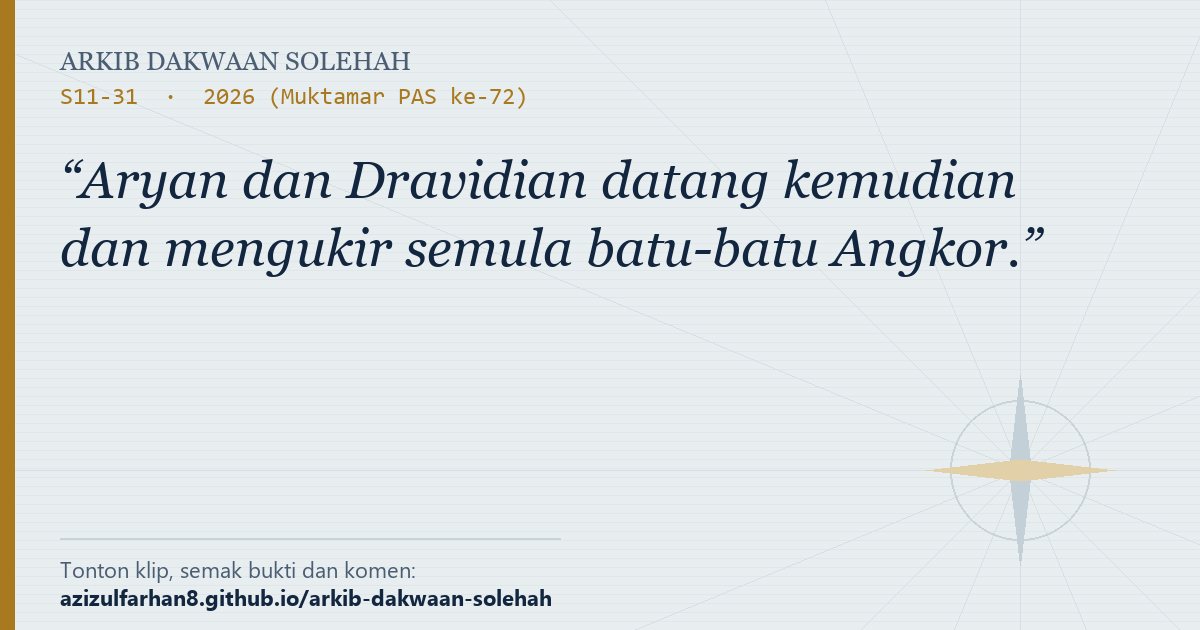 ARKIB DAKWAAN SOLEHAH
S11-31 · 2026 (Muktamar PAS ke-72)
“Aryan dan Dravidian datang kemudian
dan mengukir semula batu-batu Angkor.”
Tonton klip, semak bukti dan komen:
azizulfarhan8.github.io/arkib-dakwaan-solehah